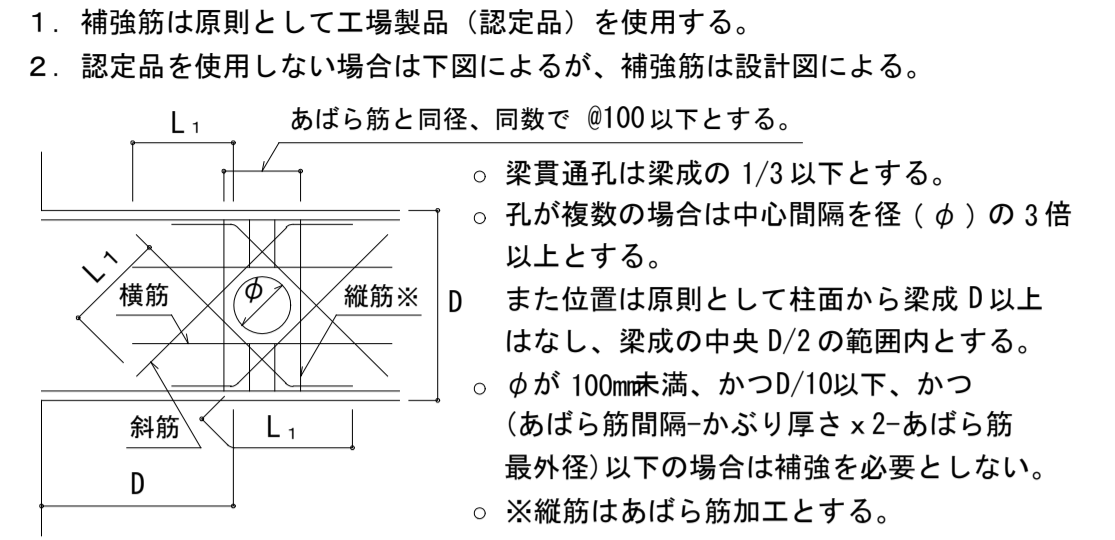 １．補強筋は原則として工場製品（認定品）を使用する。
２．認定品を使用しない場合は下図によるが、補強筋は設計図による。
L₁
あばら筋と同径、同数で @100以下とする。
○ 梁貫通孔は梁成の 1/3 以下とする。
○ 孔が複数の場合は中心間隔を径（φ）の 3 倍
以上とする。
また位置は原則として柱面から梁成 D 以上
はなし、梁成の中央 D/2 の範囲内とする。
○ φが 100mm未満、かつD/10以下、かつ
(あばら筋間隔-かぶり厚さ x 2-あばら筋
最外径)以下の場合は補強を必要としない。
○ ※縦筋はあばら筋加工とする。
L₁
横筋
φ
縦筋※
D
斜筋
L₁
D